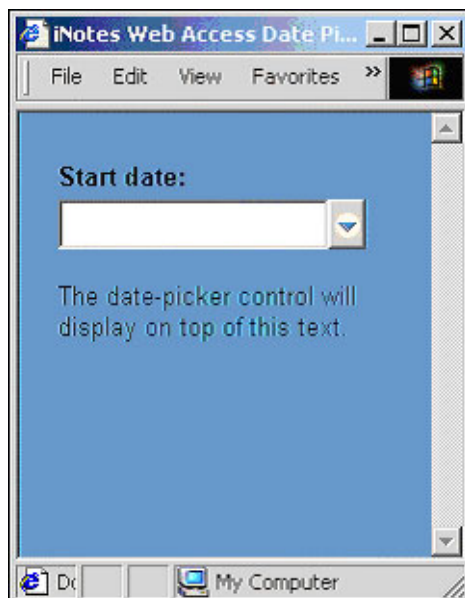 iNotes Web Access Date Pi...
File Edit View Favorites »
Start date:
The date-picker control will
display on top of this text.
My Computer